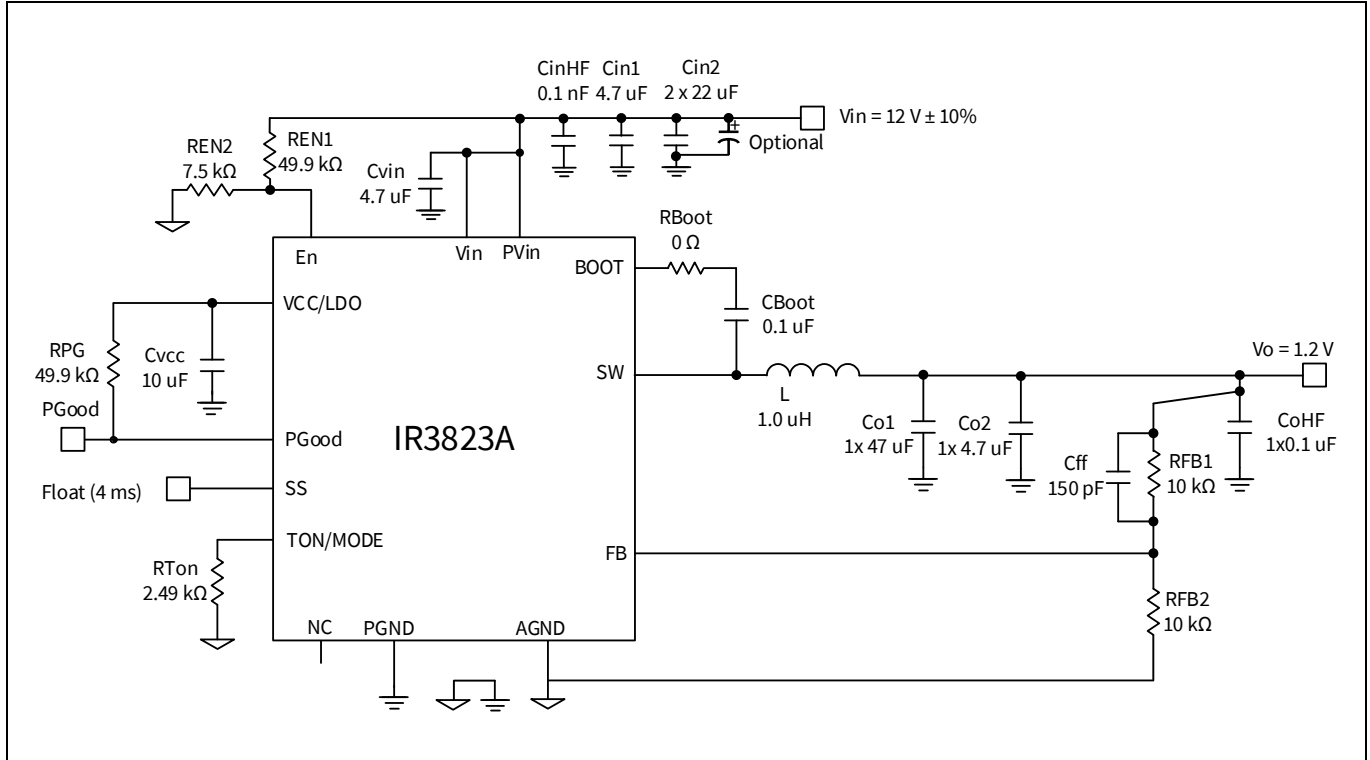 CinHF
0.1 nF
Cin1
4.7 uF
Cin2
2 x 22 uF
Vin = 12 V ± 10%
Optional
REN2
7.5 kΩ
REN1
49.9 kΩ
Cvin
4.7 uF
RBoot
0 Ω
En
Vin
PVin
BOOT
VCC/LDO
CBoot
0.1 uF
RPG
49.9 kΩ
Cvcc
10 uF
SW
Vo = 1.2 V
L
1.0 uH
PGood
PGood
IR3823A
Co1
1x 47 uF
Co2
1x 4.7 uF
CoHF
1x0.1 uF
Cff
150 pF
RFB1
10 kΩ
Float (4 ms)
SS
TON/MODE
FB
RTon
2.49 kΩ
RFB2
10 kΩ
NC
PGND
AGND